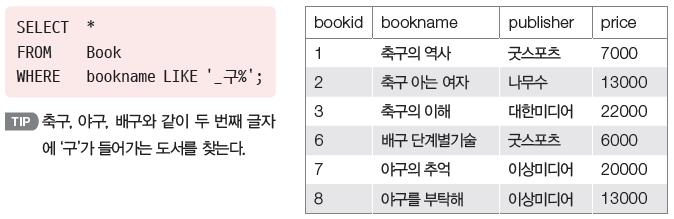 SELECT  *
FROM    Book
WHERE   bookname LIKE '_구%';
TIP 축구, 야구, 배구와 같이 두 번째 글자
에 '구'가 들어가는 도서를 찾는다.
bookid bookname publisher price
1 축구의 역사 굿스포츠 7000
2 축구 아는 여자 나무수 13000
3 축구의 이해 대한미디어 22000
6 배구 단계별기술 굿스포츠 6000
7 야구의 추억 이상미디어 20000
8 야구를 부탁해 이상미디어 13000